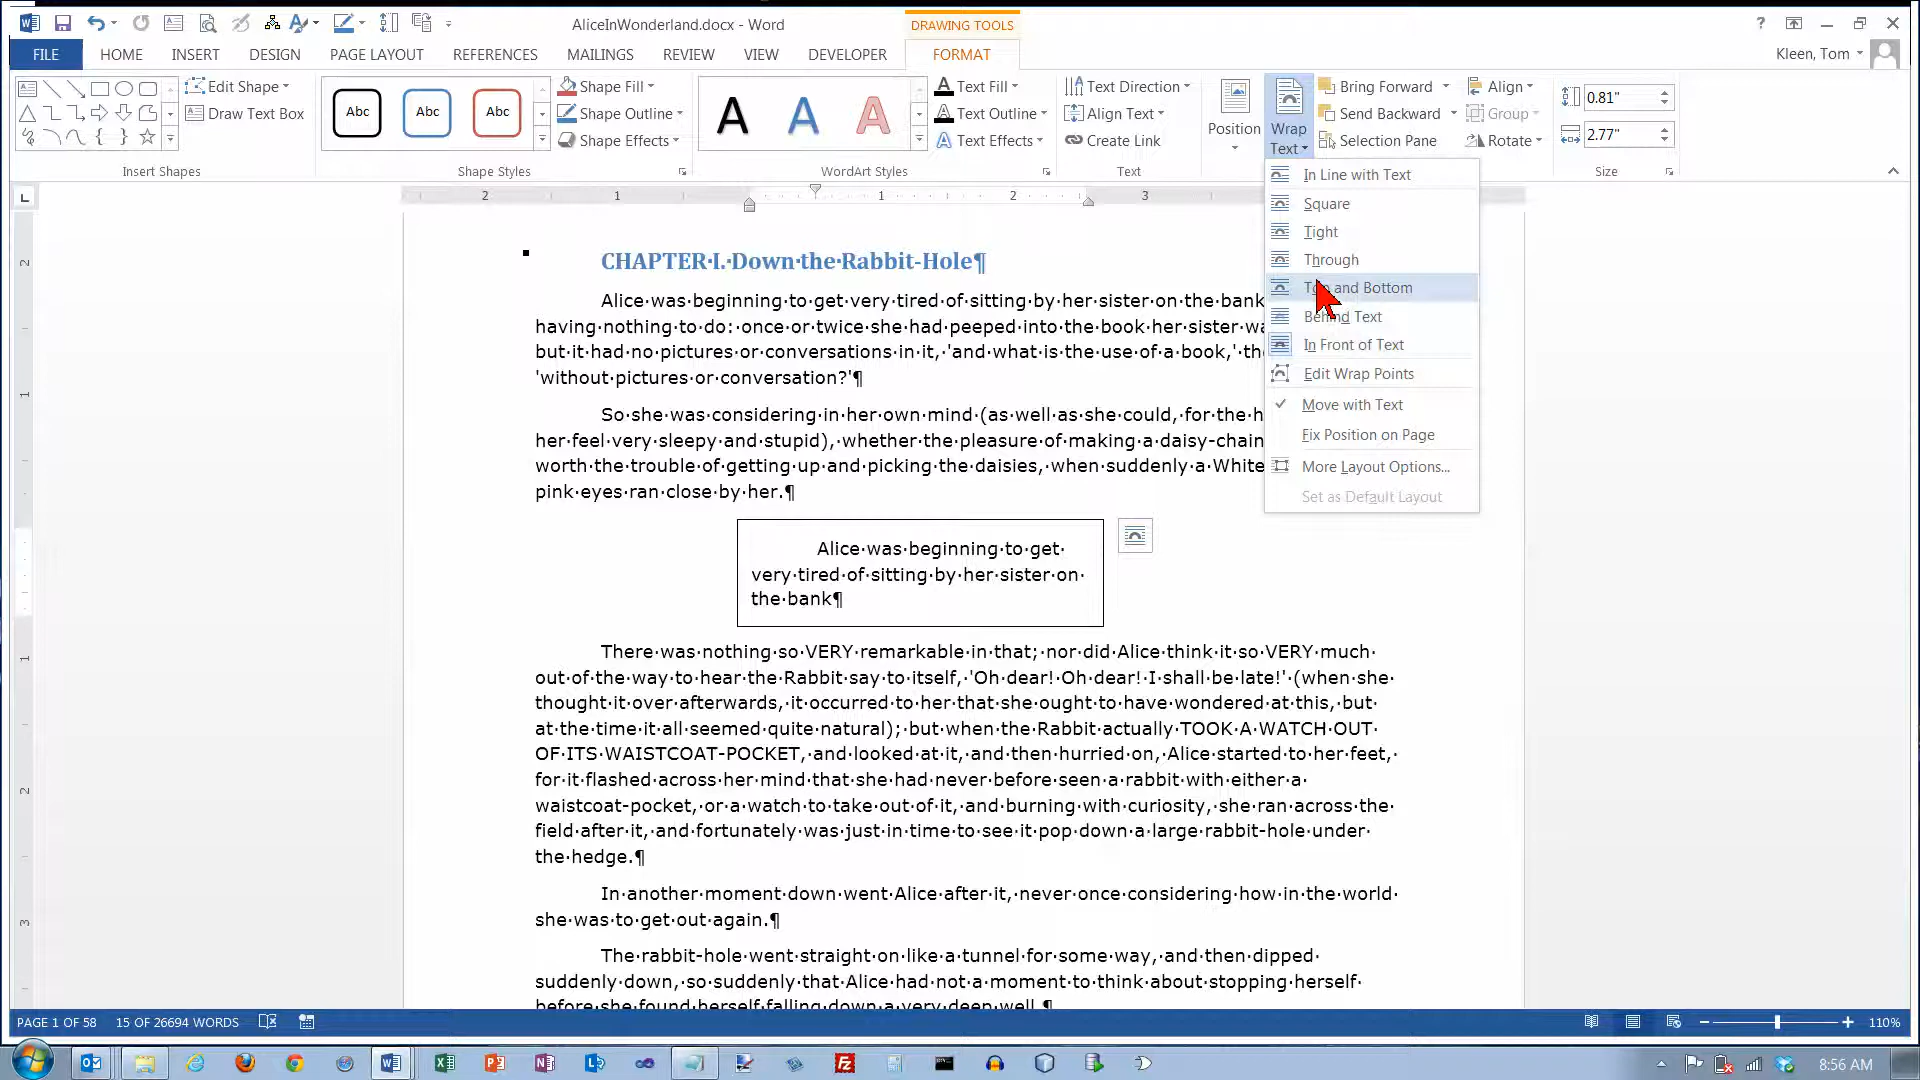 AliceInWonderland.docx - Word
DRAWING TOOLS
?
FILE HOME INSERT DESIGN PAGE LAYOUT REFERENCES MAILINGS REVIEW VIEW DEVELOPER FORMAT
Kleen, Tom
Edit Shape
Draw Text Box
Insert Shapes
Abc Abc Abc
Shape Fill
Shape Outline
Shape Effects
Shape Styles
A A A
WordArt Styles
Text Fill
Text Outline
Text Effects
Text Direction
Align Text
Create Link
Text
Position
Wrap
Text
Bring Forward
Send Backward
Selection Pane
Align
Group
Rotate
0.81"
2.77"
Size
In Line with Text
Square
Tight
Through
Top and Bottom
Behind Text
In Front of Text
Edit Wrap Points
Move with Text
Fix Position on Page
More Layout Options...
Set as Default Layout
2 1 1 2 3
2
1
1
2
3
CHAPTER·I.·Down·the·Rabbit-Hole¶
Alice·was·beginning·to·get·very·tired·of·sitting·by·her·sister·on·the·bank
having·nothing·to·do:·once·or·twice·she·had·peeped·into·the·book·her·sister·
but·it·had·no·pictures·or·conversations·in·it,·'and·what·is·the·use·of·a·book,'·
'without·pictures·or·conversation?'¶
So·she·was·considering·in·her·own·mind·(as·well·as·she·could,·for·the·
her·feel·very·sleepy·and·stupid),·whether·the·pleasure·of·making·a·daisy-chain
worth·the·trouble·of·getting·up·and·picking·the·daisies,·when·suddenly·a·White
pink·eyes·ran·close·by·her.¶
Alice·was·beginning·to·get·
very·tired·of·sitting·by·her·sister·on·
the·bank¶
There·was·nothing·so·VERY·remarkable·in·that;·nor·did·Alice·think·it·so·VERY·much·
out·of·the·way·to·hear·the·Rabbit·say·to·itself,·'Oh·dear!·Oh·dear!·I·shall·be·late!'·(when·she·
thought·it·over·afterwards,·it·occurred·to·her·that·she·ought·to·have·wondered·at·this,·but·
at·the·time·it·all·seemed·quite·natural);·but·when·the·Rabbit·actually·TOOK·A·WATCH·OUT·
OF·ITS·WAISTCOAT-POCKET,·and·looked·at·it,·and·then·hurried·on,·Alice·started·to·her·feet,·
for·it·flashed·across·her·mind·that·she·had·never·before·seen·a·rabbit·with·either·a·
waistcoat-pocket,·or·a·watch·to·take·out·of·it,·and·burning·with·curiosity,·she·ran·across·the·
field·after·it,·and·fortunately·was·just·in·time·to·see·it·pop·down·a·large·rabbit-hole·under·
the·hedge.¶
In·another·moment·down·went·Alice·after·it,·never·once·considering·how·in·the·world·
she·was·to·get·out·again.¶
The·rabbit-hole·went·straight·on·like·a·tunnel·for·some·way,·and·then·dipped·
suddenly·down,·so·suddenly·that·Alice·had·not·a·moment·to·think·about·stopping·herself·
before·she·found·herself·falling·down·a·very·deep·well.¶
PAGE 1 OF 58 15 OF 26694 WORDS 110%
8:56 AM